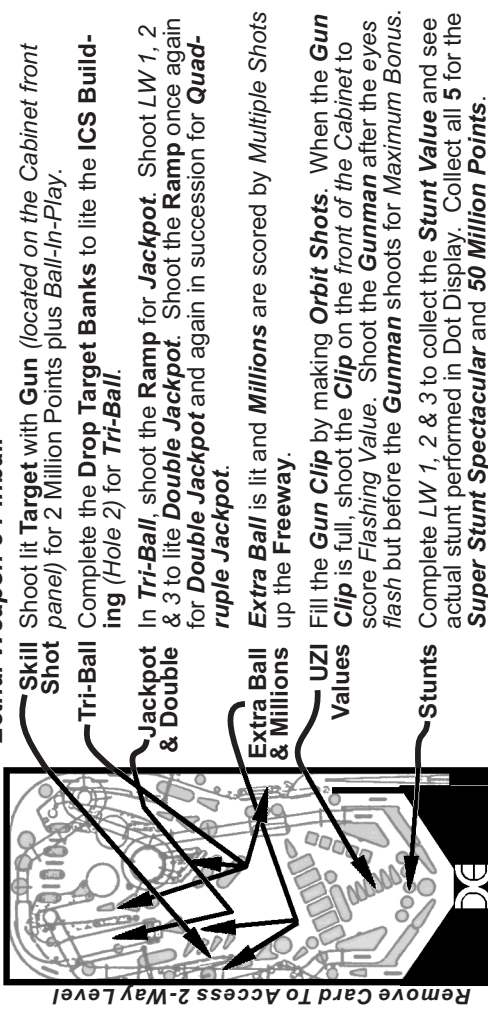 Lethal Weapon 3 Pinball
Skill Shot
Shoot lit Target with Gun (located on the Cabinet front
panel) for 2 Million Points plus Ball-In-Play.
Tri-Ball
Complete the Drop Target Banks to lite the ICS Build-
ing (Hole 2) for Tri-Ball.
Jackpot
& Double
In Tri-Ball, shoot the Ramp for Jackpot. Shoot LW 1, 2
& 3 to lite Double Jackpot. Shoot the Ramp once again
for Double Jackpot and again in succession for Quad-
ruple Jackpot.
Extra Ball
& Millions
Extra Ball is lit and Millions are scored by Multiple Shots
up the Freeway.
UZI
Values
Fill the Gun Clip by making Orbit Shots. When the Gun
Clip is full, shoot the Clip on the front of the Cabinet to
score Flashing Value. Shoot the Gunman after the eyes
flash but before the Gunman shoots for Maximum Bonus.
Stunts
Complete LW 1, 2 & 3 to collect the Stunt Value and see
actual stunt performed in Dot Display. Collect all 5 for the
Super Stunt Spectacular and 50 Million Points.
DE
Remove Card To Access 2-Way Level